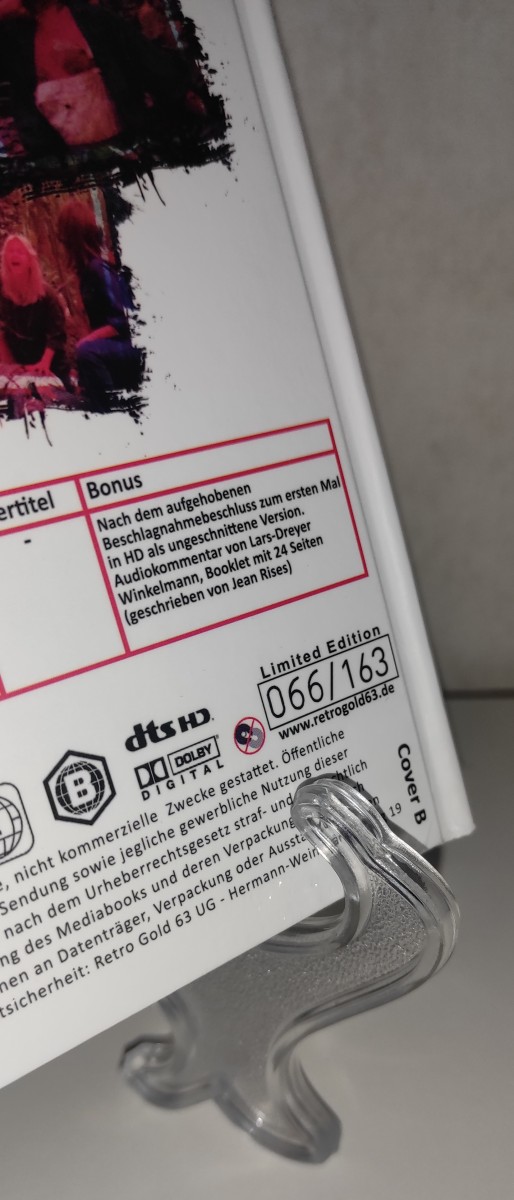 ertitel
Bonus
-
Nach dem aufgehobenen
Beschlagnahmebeschluss zum ersten Mal
in HD als ungeschnittene Version.
Audiokommentar von Lars-Dreyer
Winkelmann, Booklet mit 24 Seiten
(geschrieben von Jean Rises)
Limited Edition
066/163
www.retrogold63.de
dts HD
DOLBY
DIGITAL
B
Cover B
, nicht kommerzielle Zwecke gestattet. Öffentliche
Sendung sowie jegliche gewerbliche Nutzung dieser
nach dem Urheberrechtsgesetz straf- und
ng des Mediabooks und deren Verpackung
nen an Datenträger, Verpackung oder
tsicherheit: Retro Gold 63 UG - 19